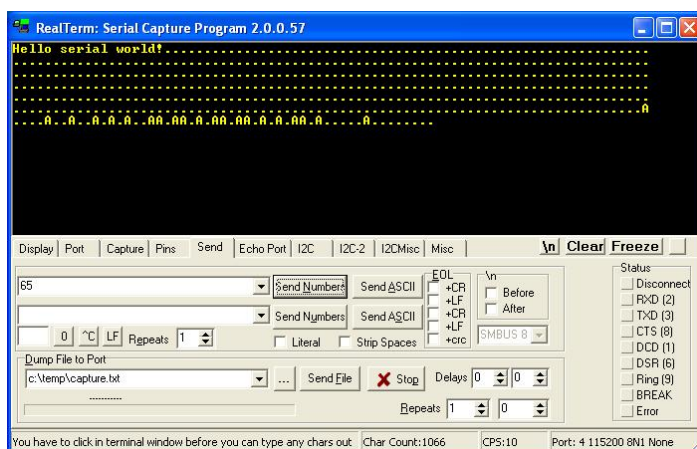 RealTerm: Serial Capture Program 2.0.0.57
Hello serial world!................................................................
...................................................................................
...................................................................................
...................................................................................
...................................................................................
..................................................................................A
....A..A..A.A.A..AA.AA.A.AA.AA.A.A.AA.A.....A........
Display Port Capture Pins Send Echo Port I2C I2C-2 I2CMisc Misc \n Clear Freeze
65 Send Numbers Send ASCII EOL +CR +LF \n Before After
Send Numbers Send ASCII +CR +LF +crc SMBUS 8
0 ^C LF Repeats 1 Literal Strip Spaces
Dump File to Port
c:\temp\capture.txt ... Send File Stop Delays 0 0
Repeats 1 0
Status
Disconnect
RXD (2)
TXD (3)
CTS (8)
DCD (1)
DSR (6)
Ring (9)
BREAK
Error
You have to click in terminal window before you can type any chars out Char Count:1066 CPS:10 Port: 4 115200 8N1 None